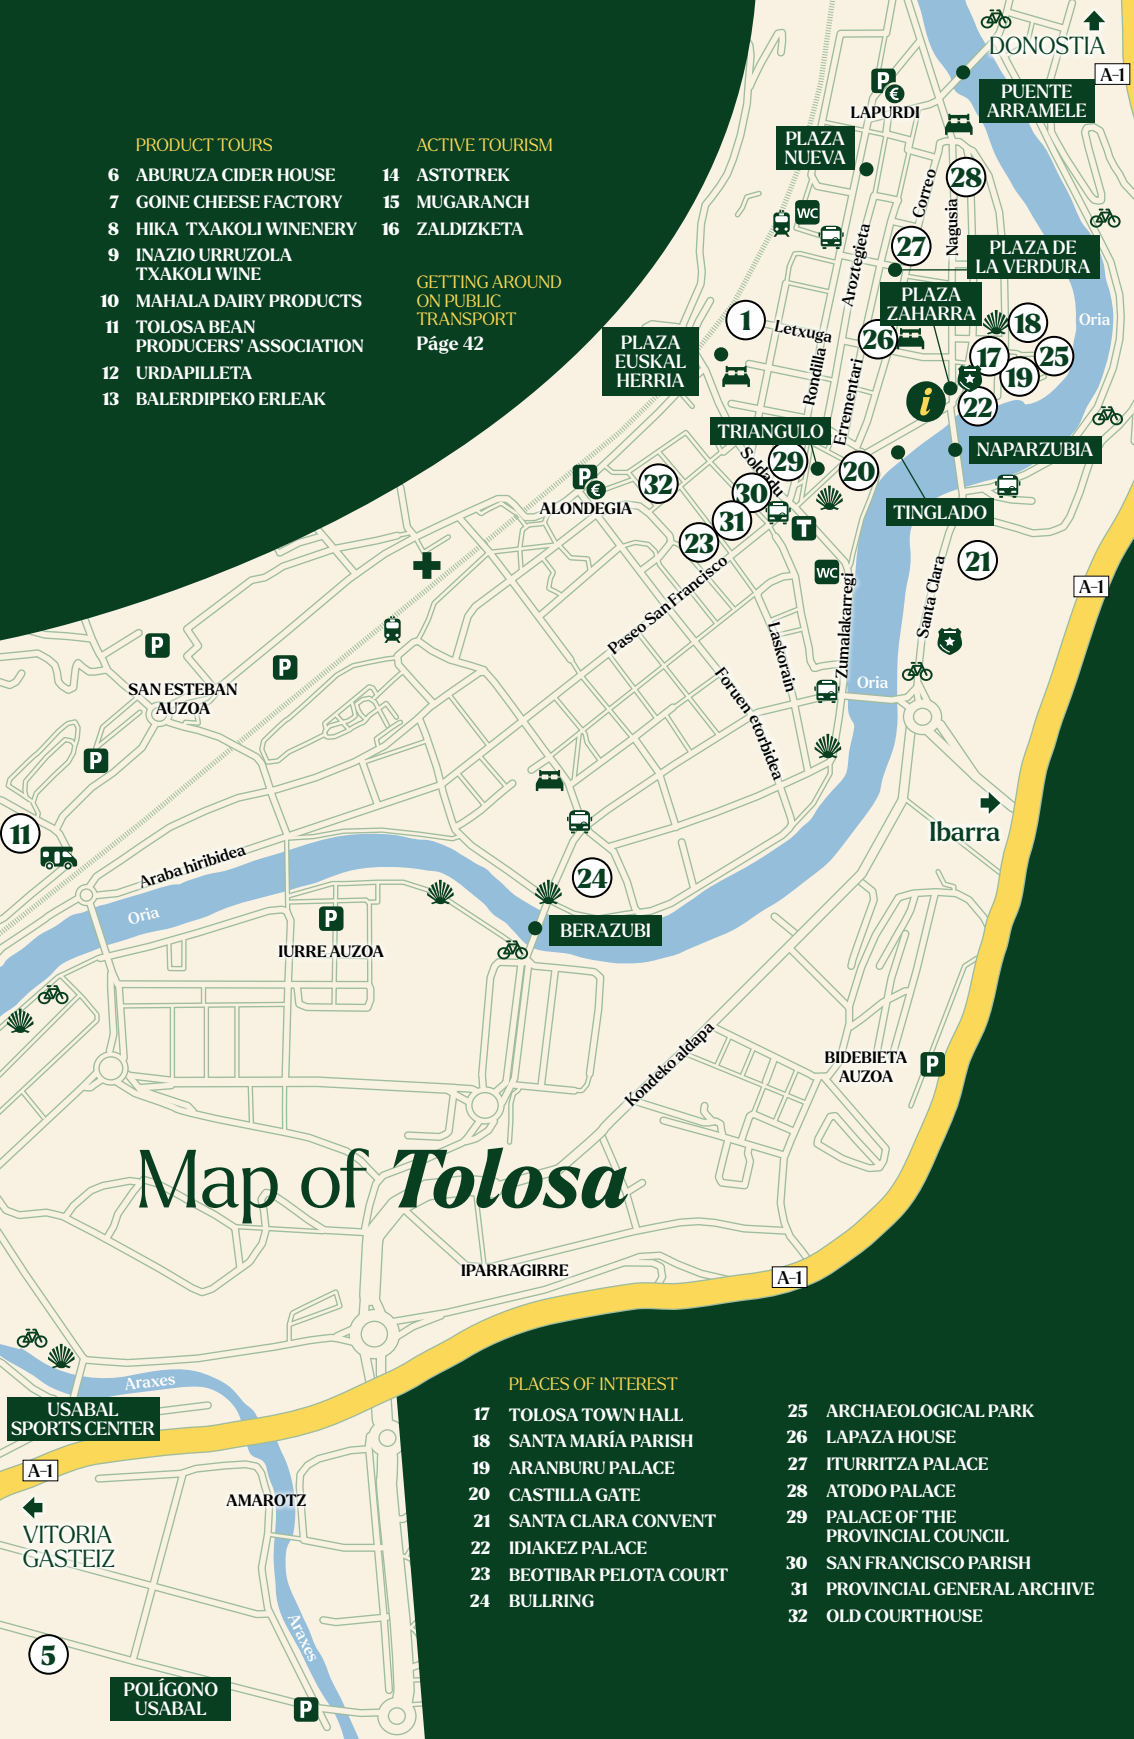 DONOSTIA
A-1
P
€
LAPURDI
PUENTE
ARRAMELE
PLAZA
NUEVA
28
Correo
Nagusia
WC
27
PLAZA DE
LA VERDURA
Aroztegieta
PRODUCT TOURS
6 ABURUZA CIDER HOUSE
7 GOINE CHEESE FACTORY
8 HIKA TXAKOLI WINENERY
9 INAZIO URRUZOLA
TXAKOLI WINE
10 MAHALA DAIRY PRODUCTS
11 TOLOSA BEAN
PRODUCERS' ASSOCIATION
12 URDAPILLETA
13 BALERDIPEKO ERLEAK
ACTIVE TOURISM
14 ASTOTREK
15 MUGARANCH
16 ZALDIZKETA
GETTING AROUND
ON PUBLIC
TRANSPORT
Páge 42
PLAZA
ZAHARRA
1
Letxuga
26
18
Oria
PLAZA
EUSKAL
HERRIA
Rondilla
Errementari
17
25
19
i
22
TRIANGULO
NAPARZUBIA
Soldadu
29
20
P
€
ALONDEGIA
32
30
31
23
T
TINGLADO
21
WC
A-1
Paseo San Francisco
Zumalakarregi
Santa Clara
Laskorain
Foruen etorbidea
Oria
P
P
SAN ESTEBAN
AUZOA
P
Ibarra
11
Araba hiribidea
Oria
24
BERAZUBI
P
IURRE AUZOA
Kondeko aldapa
BIDEBIETA
AUZOA
P
Map of Tolosa
IPARRAGIRRE
A-1
Araxes
USABAL
SPORTS CENTER
A-1
VITORIA
GASTEIZ
AMAROTZ
Araxes
5
POLÍGONO
USABAL
P
PLACES OF INTEREST
17 TOLOSA TOWN HALL
18 SANTA MARÍA PARISH
19 ARANBURU PALACE
20 CASTILLA GATE
21 SANTA CLARA CONVENT
22 IDIAKEZ PALACE
23 BEOTIBAR PELOTA COURT
24 BULLRING
25 ARCHAEOLOGICAL PARK
26 LAPAZA HOUSE
27 ITURRITZA PALACE
28 ATODO PALACE
29 PALACE OF THE
PROVINCIAL COUNCIL
30 SAN FRANCISCO PARISH
31 PROVINCIAL GENERAL ARCHIVE
32 OLD COURTHOUSE